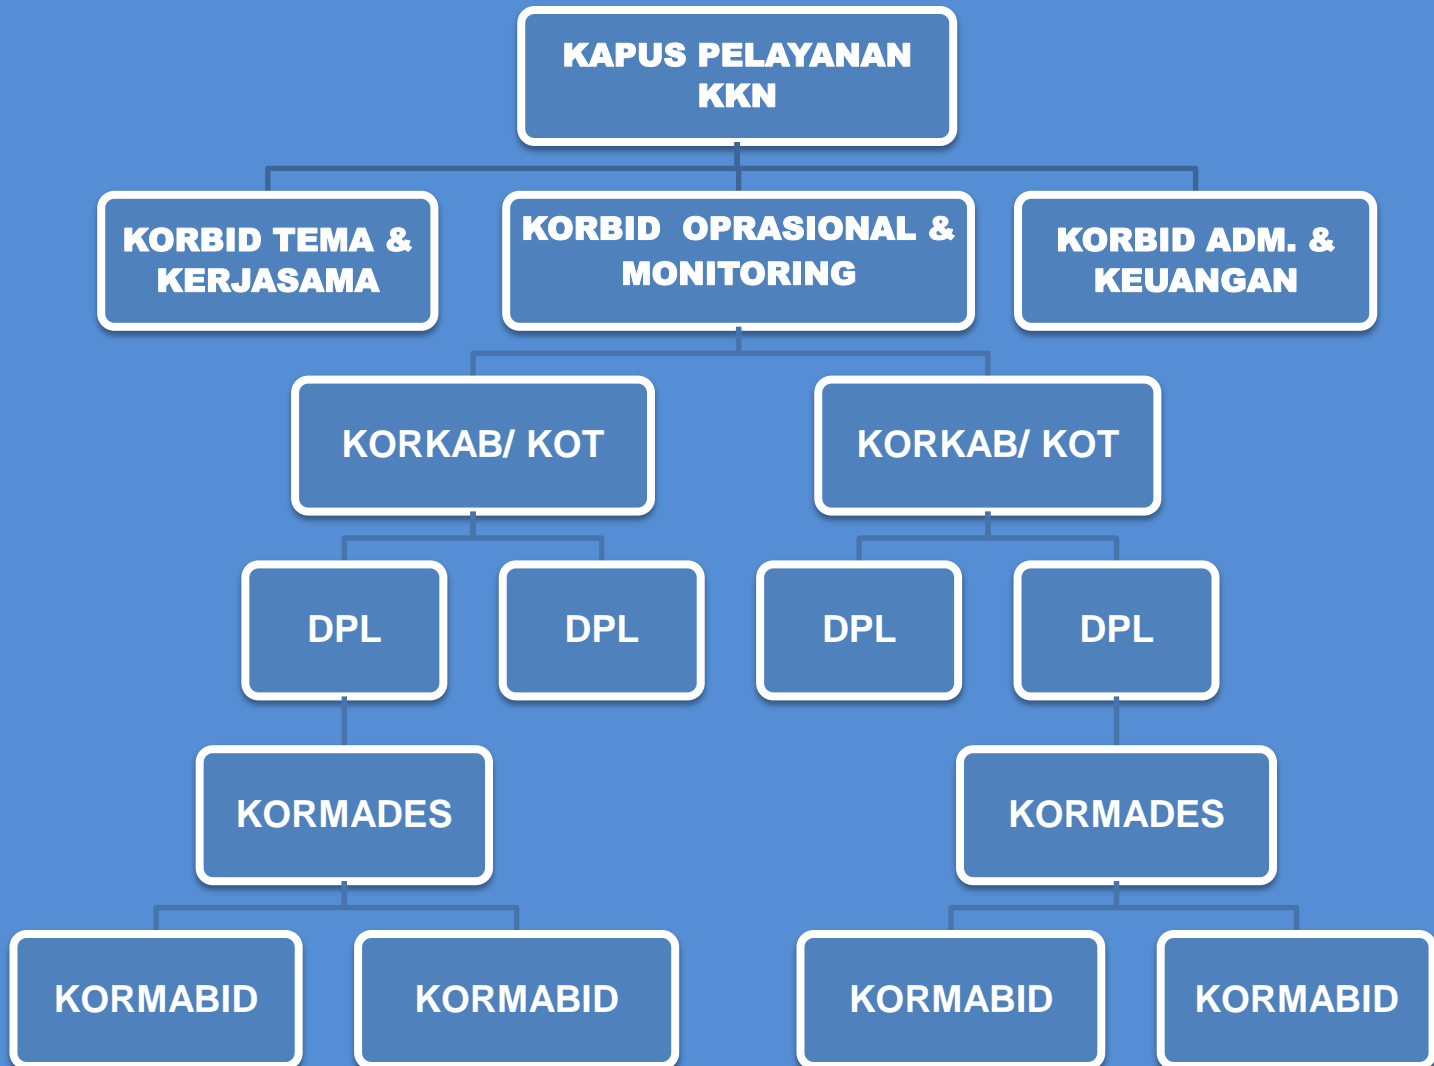 KAPUS PELAYANAN
KKN
KORBID TEMA &
KERJASAMA
KORBID OPRASIONAL &
MONITORING
KORBID ADM. &
KEUANGAN
KORKAB/ KOT
KORKAB/ KOT
DPL
DPL
DPL
DPL
KORMADES
KORMADES
KORMABID
KORMABID
KORMABID
KORMABID